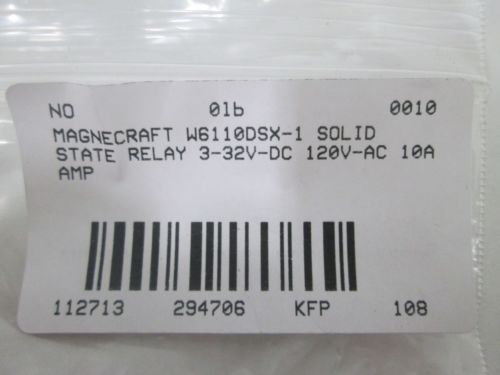 NO 01b 0010
MAGNECRAFT W6110DSX-1 SOLID
STATE RELAY 3-32V-DC 120V-AC 10A
AMP
112713 294706 KFP 108